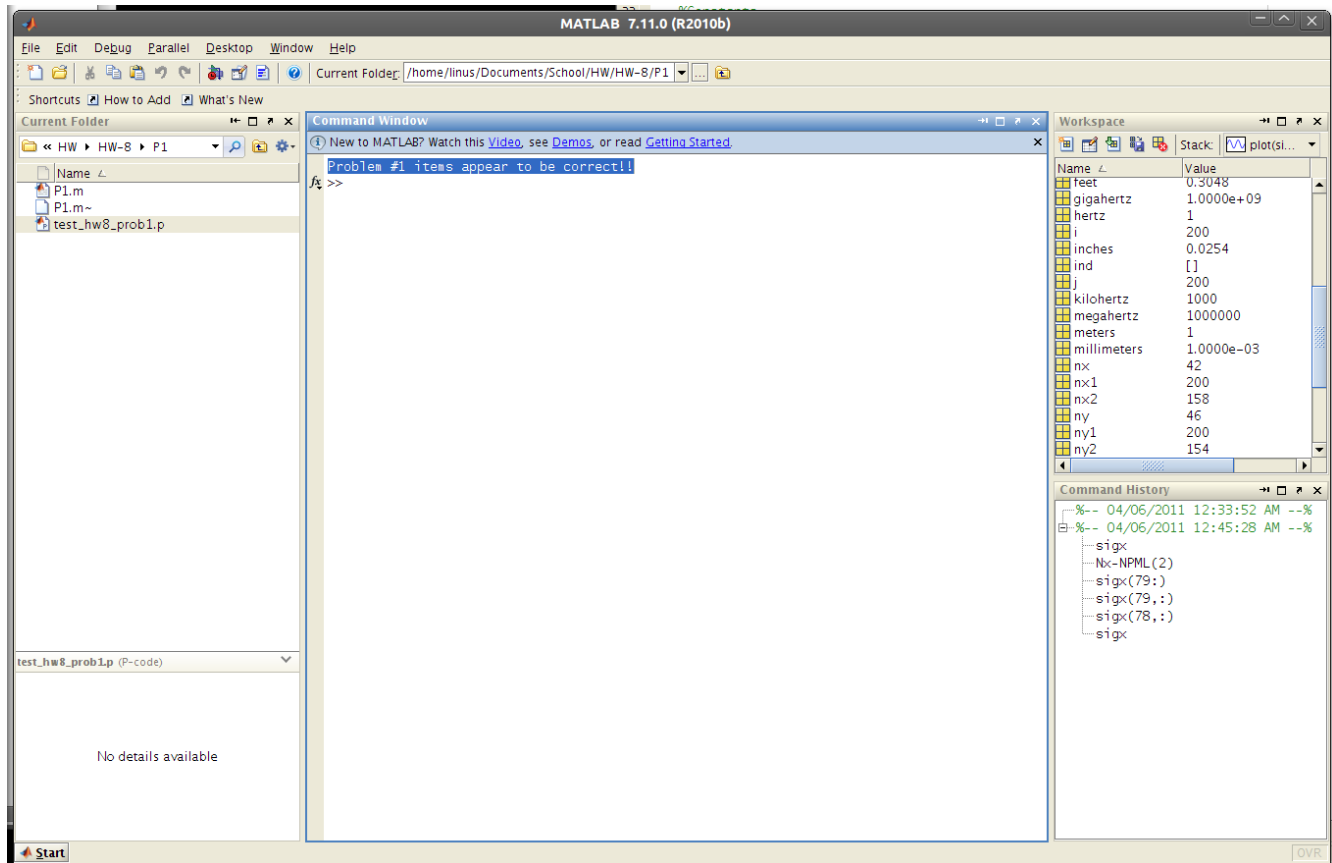 %Constants
MATLAB 7.11.0 (R2010b)
File Edit Debug Parallel Desktop Window Help
Current Folder: /home/linus/Documents/School/HW/HW-8/P1 ...
Shortcuts How to Add What's New
Current Folder
« HW ▸ HW-8 ▸ P1
Name
P1.m
P1.m~
test_hw8_prob1.p
test_hw8_prob1.p (P-code)
No details available
Command Window
New to MATLAB? Watch this Video, see Demos, or read Getting Started.
Problem #1 items appear to be correct!!
fx >>
Workspace
Stack: plot(si...
Name Value
feet 0.3048
gigahertz 1.0000e+09
hertz 1
i 200
inches 0.0254
ind []
j 200
kilohertz 1000
megahertz 1000000
meters 1
millimeters 1.0000e-03
nx 42
nx1 200
nx2 158
ny 46
ny1 200
ny2 154
Command History
%-- 04/06/2011 12:33:52 AM --%
%-- 04/06/2011 12:45:28 AM --%
sigx
Nx-NPML(2)
sigx(79:)
sigx(79,:)
sigx(78,:)
sigx
Start
OVR